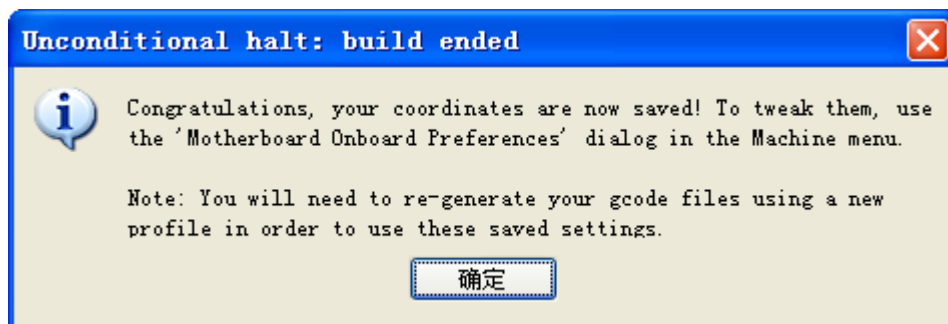 Unconditional halt: build ended
Congratulations, your coordinates are now saved! To tweak them, use
the 'Motherboard Onboard Preferences' dialog in the Machine menu.
Note: You will need to re-generate your gcode files using a new
profile in order to use these saved settings.
确定